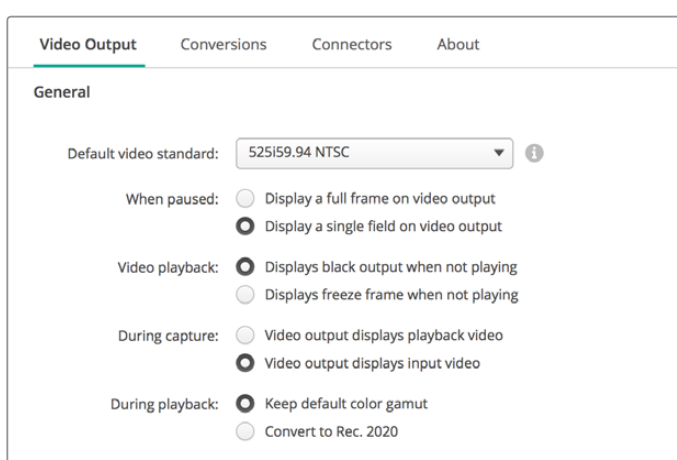 Video Output Conversions Connectors About
General
Default video standard: 525i59.94 NTSC
When paused: Display a full frame on video output
Display a single field on video output
Video playback: Displays black output when not playing
Displays freeze frame when not playing
During capture: Video output displays playback video
Video output displays input video
During playback: Keep default color gamut
Convert to Rec. 2020